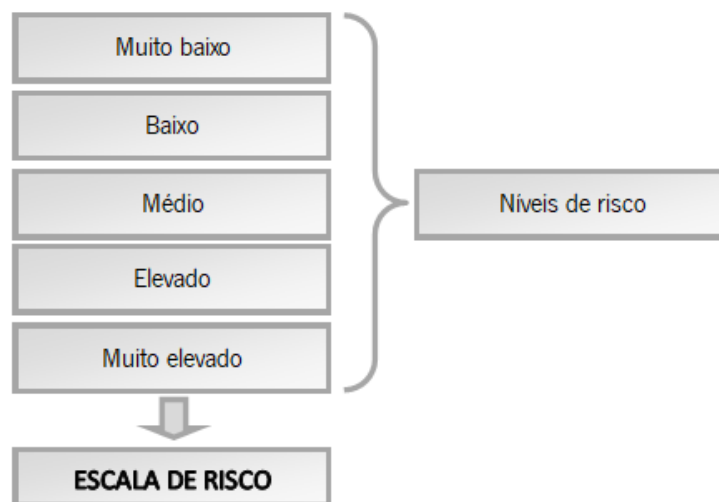 Muito baixo
Baixo
Médio
Níveis de risco
Elevado
Muito elevado
ESCALA DE RISCO